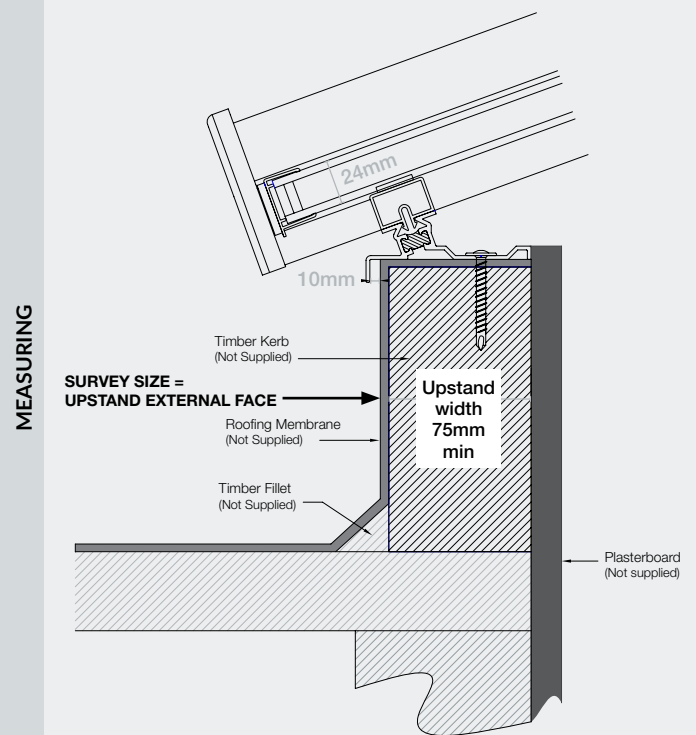 MEASURING
24mm
10mm
Timber Kerb
(Not Supplied)
SURVEY SIZE =
UPSTAND EXTERNAL FACE
Upstand
width
75mm
min
Roofing Membrane
(Not Supplied)
Timber Fillet
(Not Supplied)
Plasterboard
(Not supplied)